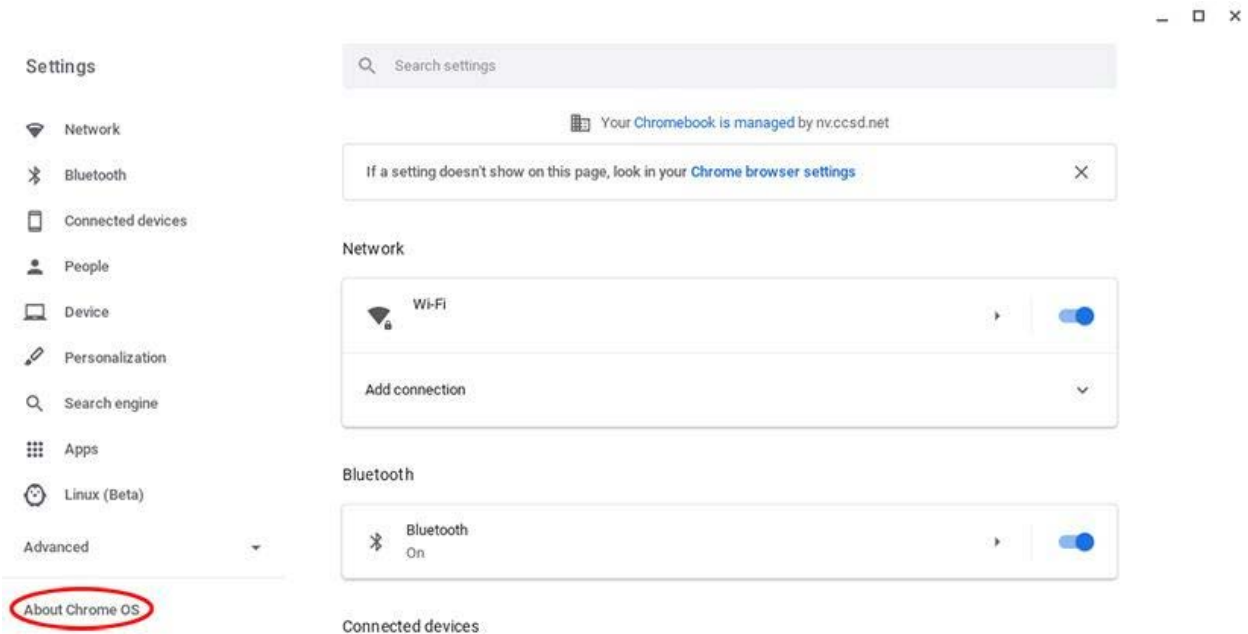 Settings
Network
Bluetooth
Connected devices
People
Device
Personalization
Search engine
Apps
Linux (Beta)
Advanced
About Chrome OS
Search settings
Your Chromebook is managed by nv.ccsd.net
If a setting doesn't show on this page, look in your Chrome browser settings
Network
Wi-Fi
Add connection
Bluetooth
Bluetooth
On
Connected devices